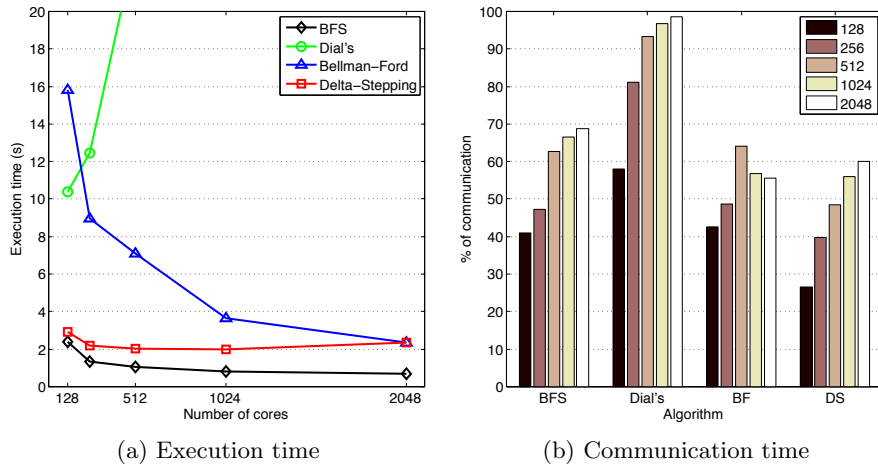 20
18
16
14
12
10
8
6
4
2
0
Execution time (s)
128
512
1024
2048
Number of cores
BFS
Dial's
Bellman−Ford
Delta−Stepping
(a) Execution time
100
90
80
70
60
50
40
30
20
10
0
% of communication
BFS
Dial's
BF
DS
Algorithm
128
256
512
1024
2048
(b) Communication time